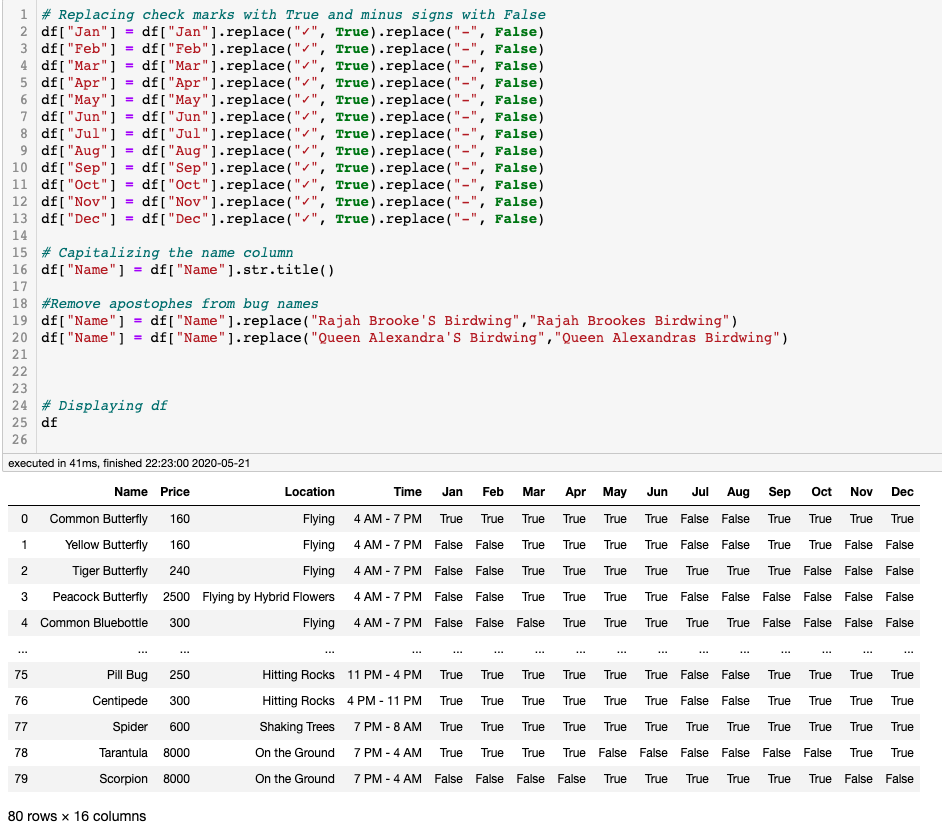 1 # Replacing check marks with True and minus signs with False
2 df["Jan"] = df["Jan"].replace("✓", True).replace("-", False)
3 df["Feb"] = df["Feb"].replace("✓", True).replace("-", False)
4 df["Mar"] = df["Mar"].replace("✓", True).replace("-", False)
5 df["Apr"] = df["Apr"].replace("✓", True).replace("-", False)
6 df["May"] = df["May"].replace("✓", True).replace("-", False)
7 df["Jun"] = df["Jun"].replace("✓", True).replace("-", False)
8 df["Jul"] = df["Jul"].replace("✓", True).replace("-", False)
9 df["Aug"] = df["Aug"].replace("✓", True).replace("-", False)
10 df["Sep"] = df["Sep"].replace("✓", True).replace("-", False)
11 df["Oct"] = df["Oct"].replace("✓", True).replace("-", False)
12 df["Nov"] = df["Nov"].replace("✓", True).replace("-", False)
13 df["Dec"] = df["Dec"].replace("✓", True).replace("-", False)
14
15 # Capitalizing the name column
16 df["Name"] = df["Name"].str.title()
17
18 #Remove apostophes from bug names
19 df["Name"] = df["Name"].replace("Rajah Brooke'S Birdwing","Rajah Brookes Birdwing")
20 df["Name"] = df["Name"].replace("Queen Alexandra'S Birdwing","Queen Alexandras Birdwing")
21
22
23
24 # Displaying df
25 df
26
executed in 41ms, finished 22:23:00 2020-05-21
Name Price Location Time Jan Feb Mar Apr May Jun Jul Aug Sep Oct Nov Dec
0 Common Butterfly 160 Flying 4 AM - 7 PM True True True True True True False False True True True True
1 Yellow Butterfly 160 Flying 4 AM - 7 PM False False True True True True False False True True False False
2 Tiger Butterfly 240 Flying 4 AM - 7 PM False False True True True True True True True False False False
3 Peacock Butterfly 2500 Flying by Hybrid Flowers 4 AM - 7 PM False False True True True True False False False False False False
4 Common Bluebottle 300 Flying 4 AM - 7 PM False False False True True True True True False False False False
... ... ... ... ... ... ... ... ... ... ... ... ... ... ... ... ...
75 Pill Bug 250 Hitting Rocks 11 PM - 4 PM True True True True True True False False True True True True
76 Centipede 300 Hitting Rocks 4 PM - 11 PM True True True True True True False False True True True True
77 Spider 600 Shaking Trees 7 PM - 8 AM True True True True True True True True True True True True
78 Tarantula 8000 On the Ground 7 PM - 4 AM True True True True False False False False False False True True
79 Scorpion 8000 On the Ground 7 PM - 4 AM False False False False True True True True True True False False
80 rows × 16 columns